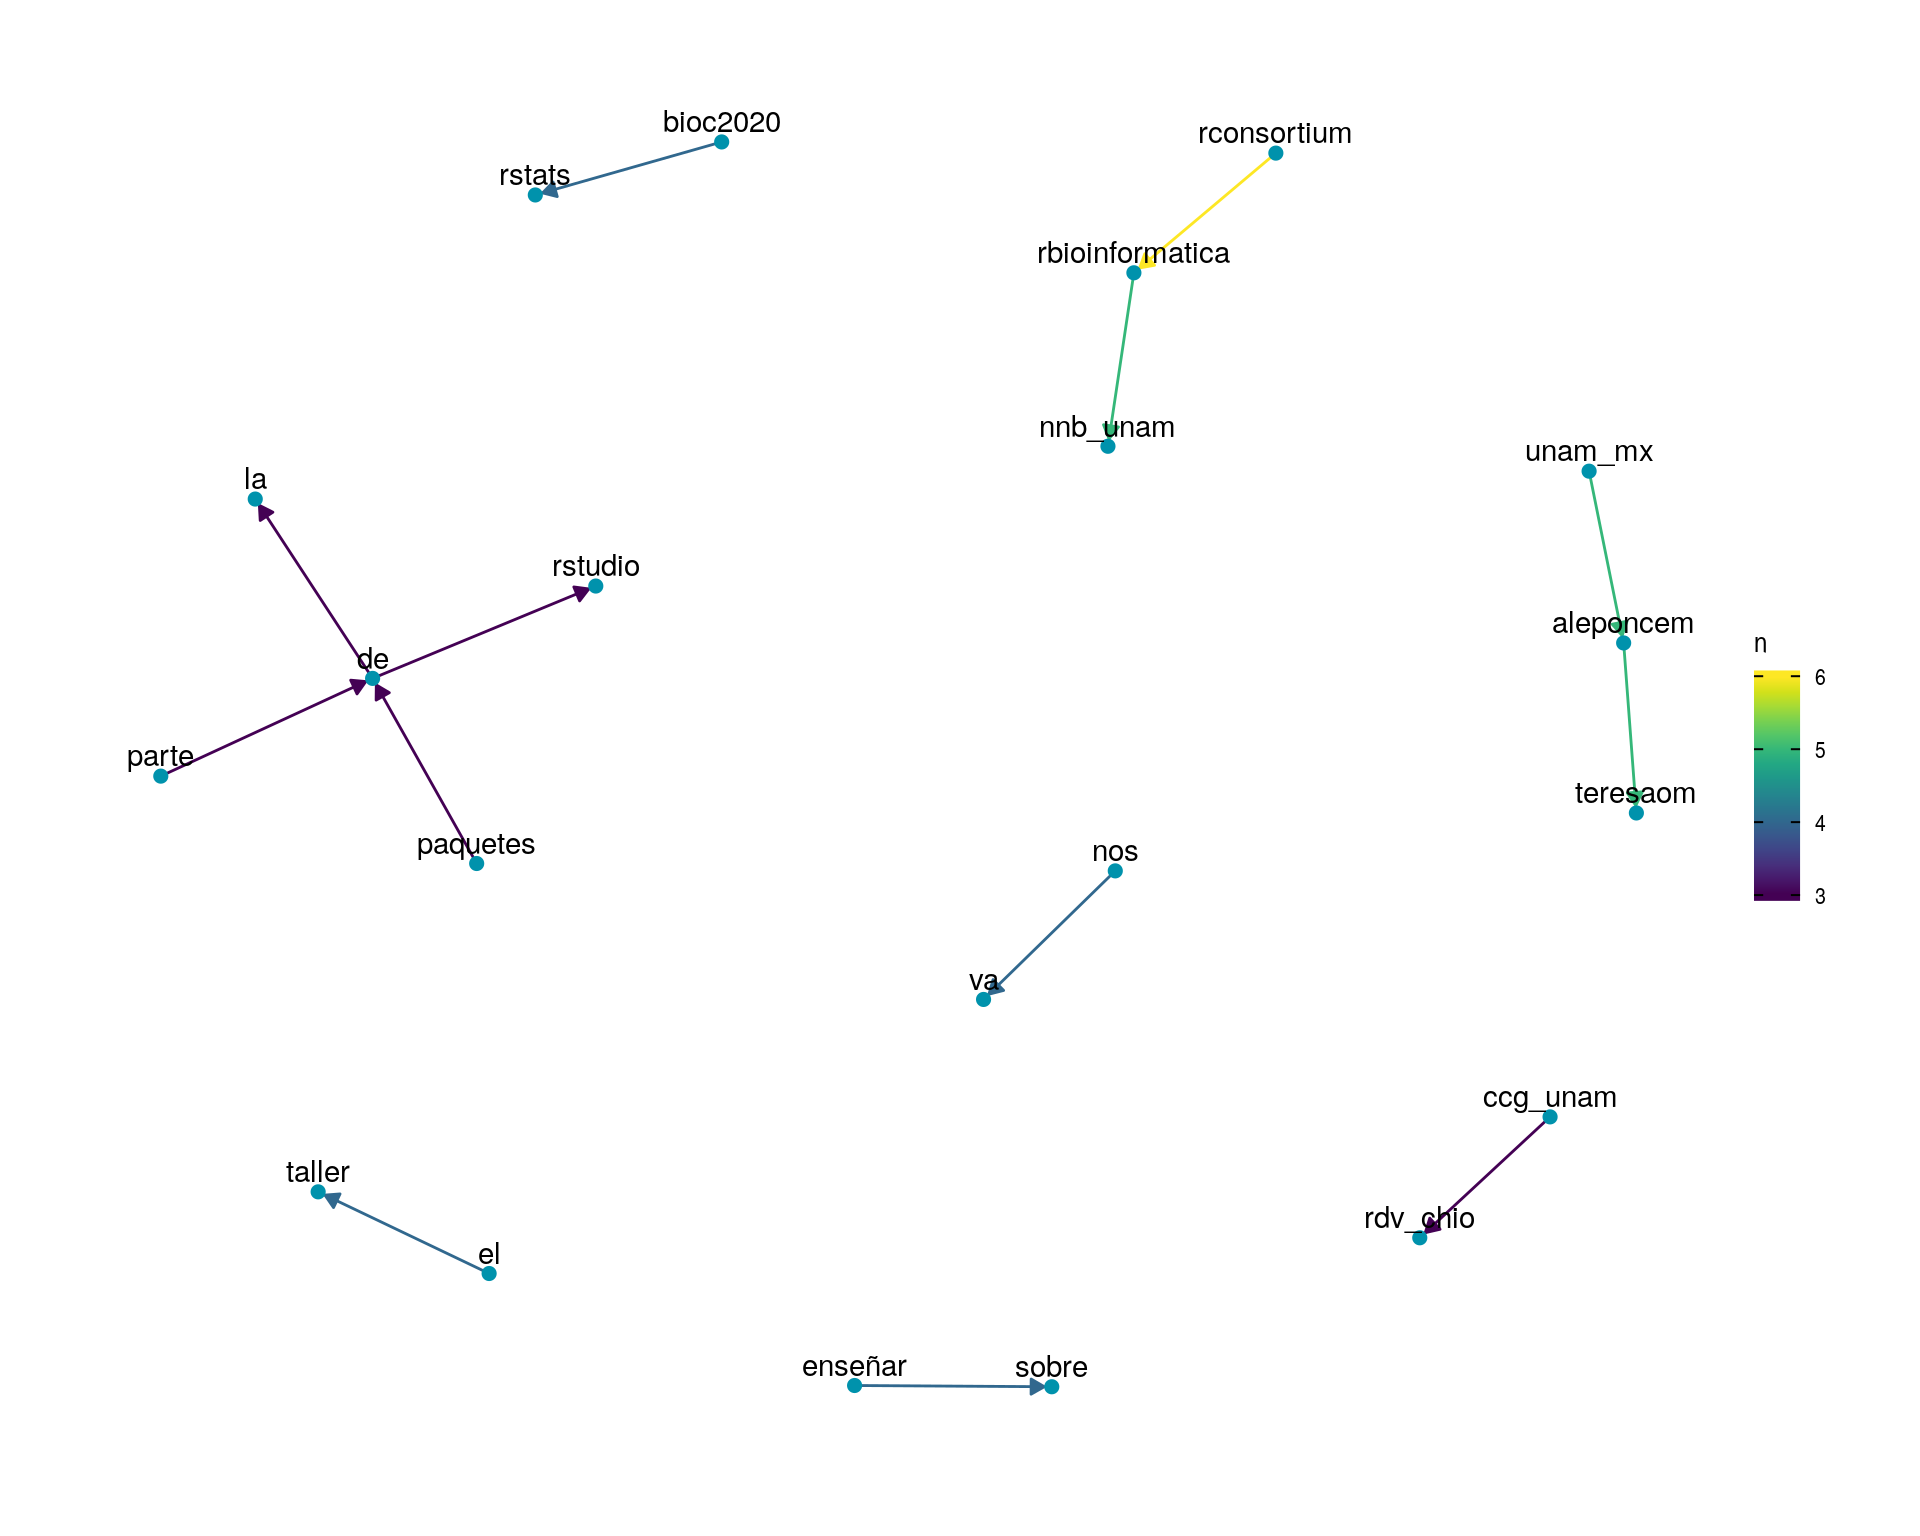 bioc2020
rconsortium
rstats
rbioinformatica
nnb_unam
unam_mx
la
rstudio
aleponcem
n
de
6
5
parte
teresaom
4
paquetes
nos
3
va
ccg_unam
taller
rdv_chio
el
enseñar
sobre